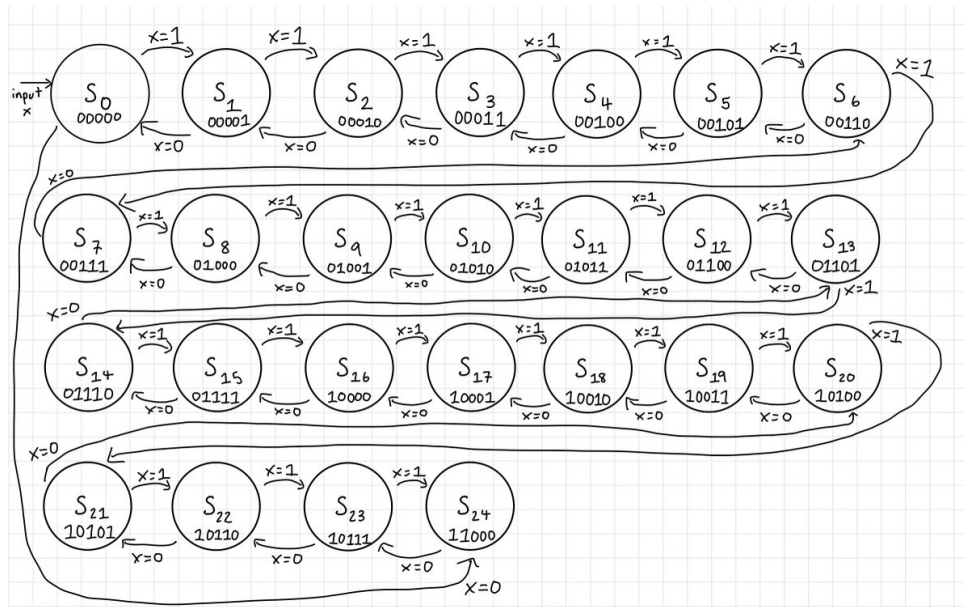 x=1 x=1 x=1 x=1 x=1 x=1 x=1
input x
S0 S1 S2 S3 S4 S5 S6
00000 00001 00010 00011 00100 00101 00110
x=0 x=0 x=0 x=0 x=0 x=0
x=0
x=1 x=1 x=1 x=1 x=1 x=1
S7 S8 S9 S10 S11 S12 S13
00111 01000 01001 01010 01011 01100 01101
x=0 x=0 x=0 x=0 x=0 x=0
x=0 x=1
x=1 x=1 x=1 x=1 x=1 x=1 x=1
S14 S15 S16 S17 S18 S19 S20
01110 01111 10000 10001 10010 10011 10100
x=0 x=0 x=0 x=0 x=0 x=0
x=0
x=1 x=1 x=1
S21 S22 S23 S24
10101 10110 10111 11000
x=0 x=0 x=0
x=0